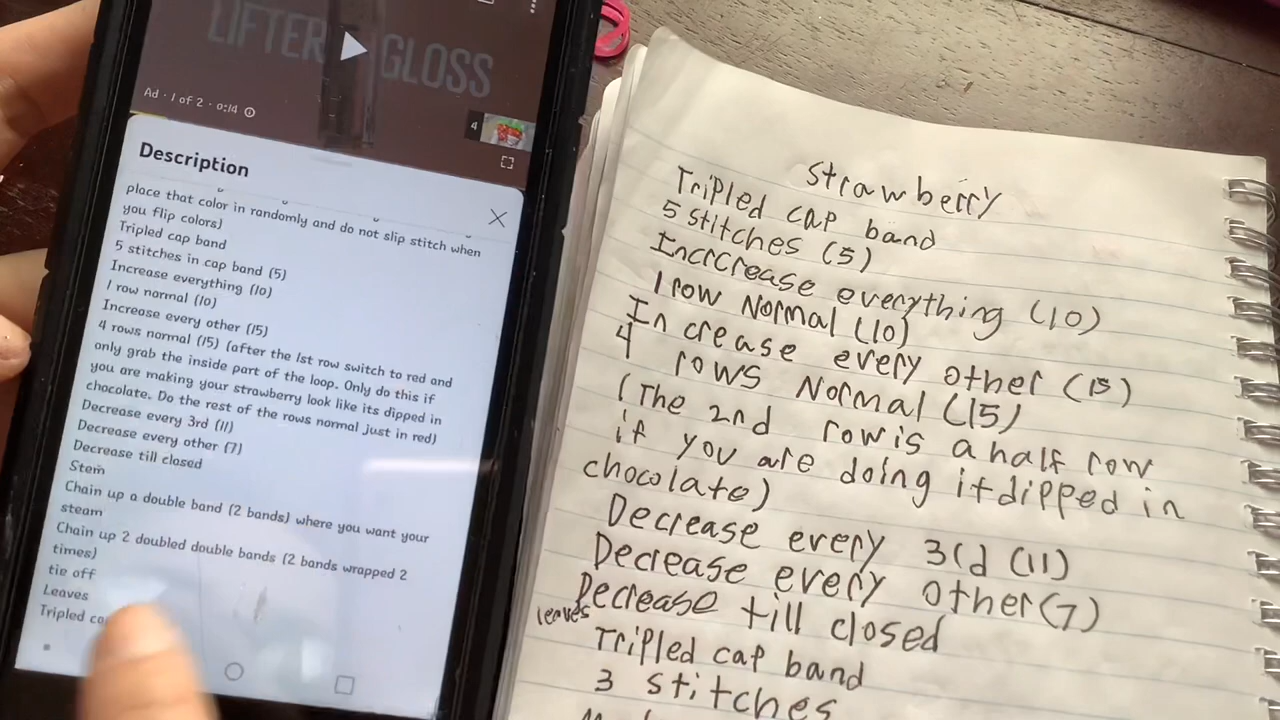 LIFTER GLOSS
Ad · 1 of 2 · 0:14
4
Description
place that color in randomly and do not slip stitch when
you flip colors)
Tripled cap band
5 stitches in cap band (5)
Increase everything (10)
1 row normal (10)
Increase every other (15)
4 rows normal (15) (after the 1st row switch to red and
only grab the inside part of the loop. Only do this if
you are making your strawberry look like its dipped in
chocolate. Do the rest of the rows normal just in red)
Decrease every 3rd (11)
Decrease every other (7)
Decrease till closed
Stem
Chain up a double band (2 bands) where you want your
steam
Chain up 2 doubled double bands (2 bands wrapped 2
times)
tie off
Leaves
Tripled
strawberry
Tripled cap band
5 stitches (5)
Incrcrease everything (10)
1 row Normal (10)
Increase every other (15)
4 rows Normal (15)
(The 2nd row is a half row
if you are doing it dipped in
chocolate)
Decrease every 3rd (11)
Decrease every other (7)
Decrease till closed
leaves
Tripled cap band
3 stitches